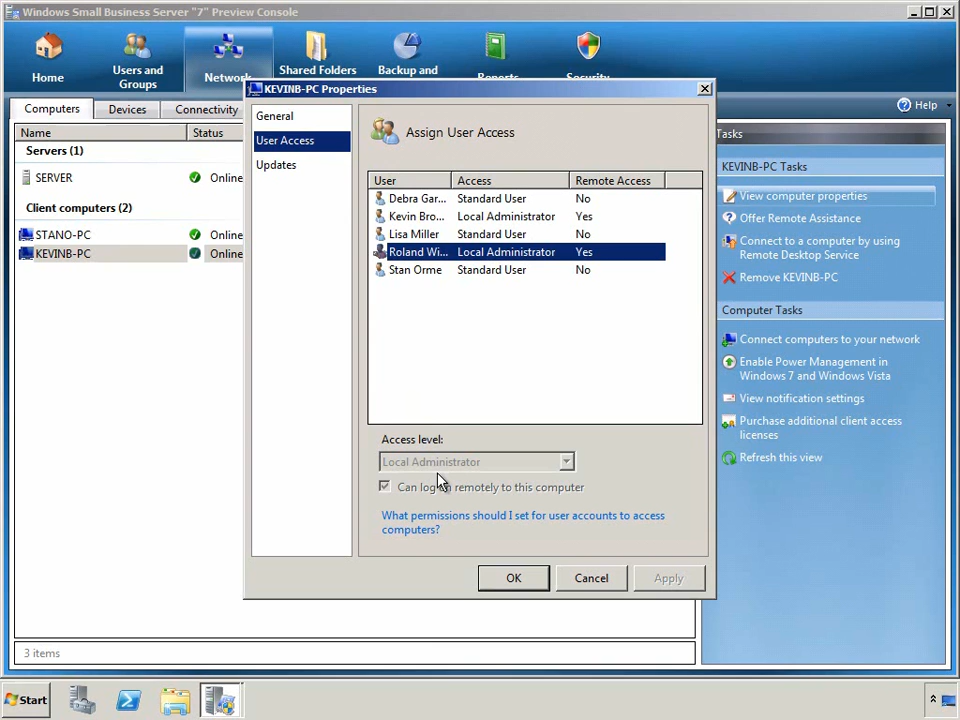 Windows Small Business Server "7" Preview Console
Home
Users and
Groups
Network
Shared Folders
Backup and
Reports
Security
Computers
Devices
Connectivity
Help
Name
Status
Servers (1)
SERVER
Online
Client computers (2)
STANO-PC
Online
KEVINB-PC
Online
3 items
KEVINB-PC Properties
General
User Access
Updates
Assign User Access
User
Access
Remote Access
Debra Gar...
Standard User
No
Kevin Bro...
Local Administrator
Yes
Lisa Miller
Standard User
No
Roland Wi...
Local Administrator
Yes
Stan Orme
Standard User
No
Access level:
Local Administrator
Can log on remotely to this computer
What permissions should I set for user accounts to access
computers?
OK
Cancel
Apply
Tasks
KEVINB-PC Tasks
View computer properties
Offer Remote Assistance
Connect to a computer by using
Remote Desktop Service
Remove KEVINB-PC
Computer Tasks
Connect computers to your network
Enable Power Management in
Windows 7 and Windows Vista
View notification settings
Purchase additional client access
licenses
Refresh this view
Start